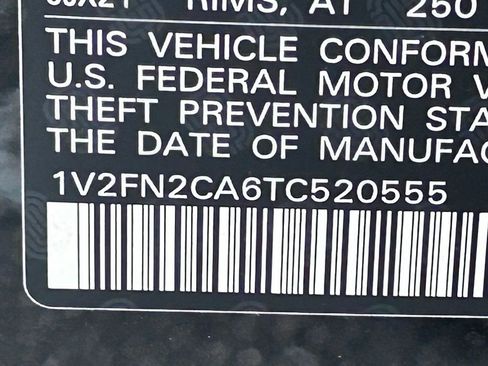 RIMS, AT 250
THIS VEHICLE CONFORM
U.S. FEDERAL MOTOR V
THEFT PREVENTION STA
THE DATE OF MANUFAC
1V2FN2CA6TC520555